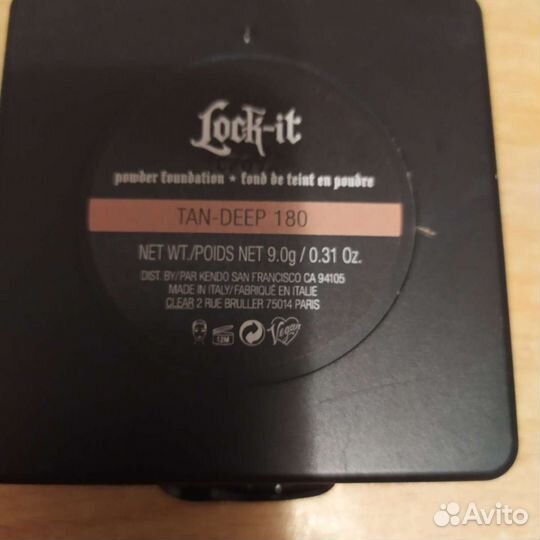 Lock-it
powder foundation • fond de teint en poudre
TAN-DEEP 180
NET WT./POIDS NET 9.0g / 0.31 Oz.
DIST. BY/PAR KENDO SAN FRANCISCO CA 94105
MADE IN ITALY/FABRIQUÉ EN ITALIE
CLEAR 2 RUE BRULLER 75014 PARIS
12M
Vegan
Avito